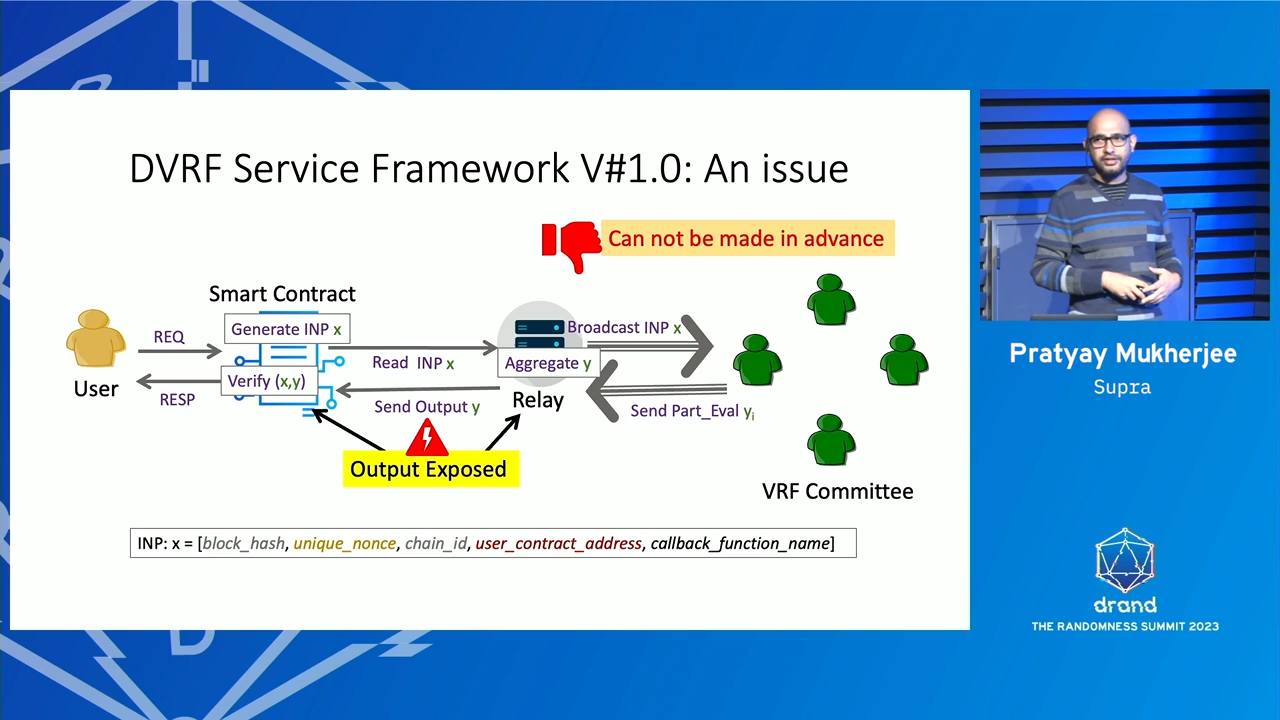 DVRF Service Framework V#1.0: An issue
Can not be made in advance
Smart Contract
Generate INP x
REQ
Read INP x
Broadcast INP x
Aggregate y
Verify (x,y)
User
RESP
Send Output y
Relay
Send Part_Eval yi
Output Exposed
VRF Committee
INP: x = [block_hash, unique_nonce, chain_id, user_contract_address, callback_function_name]
Pratyay Mukherjee
Supra
drand
THE RANDOMNESS SUMMIT 2023